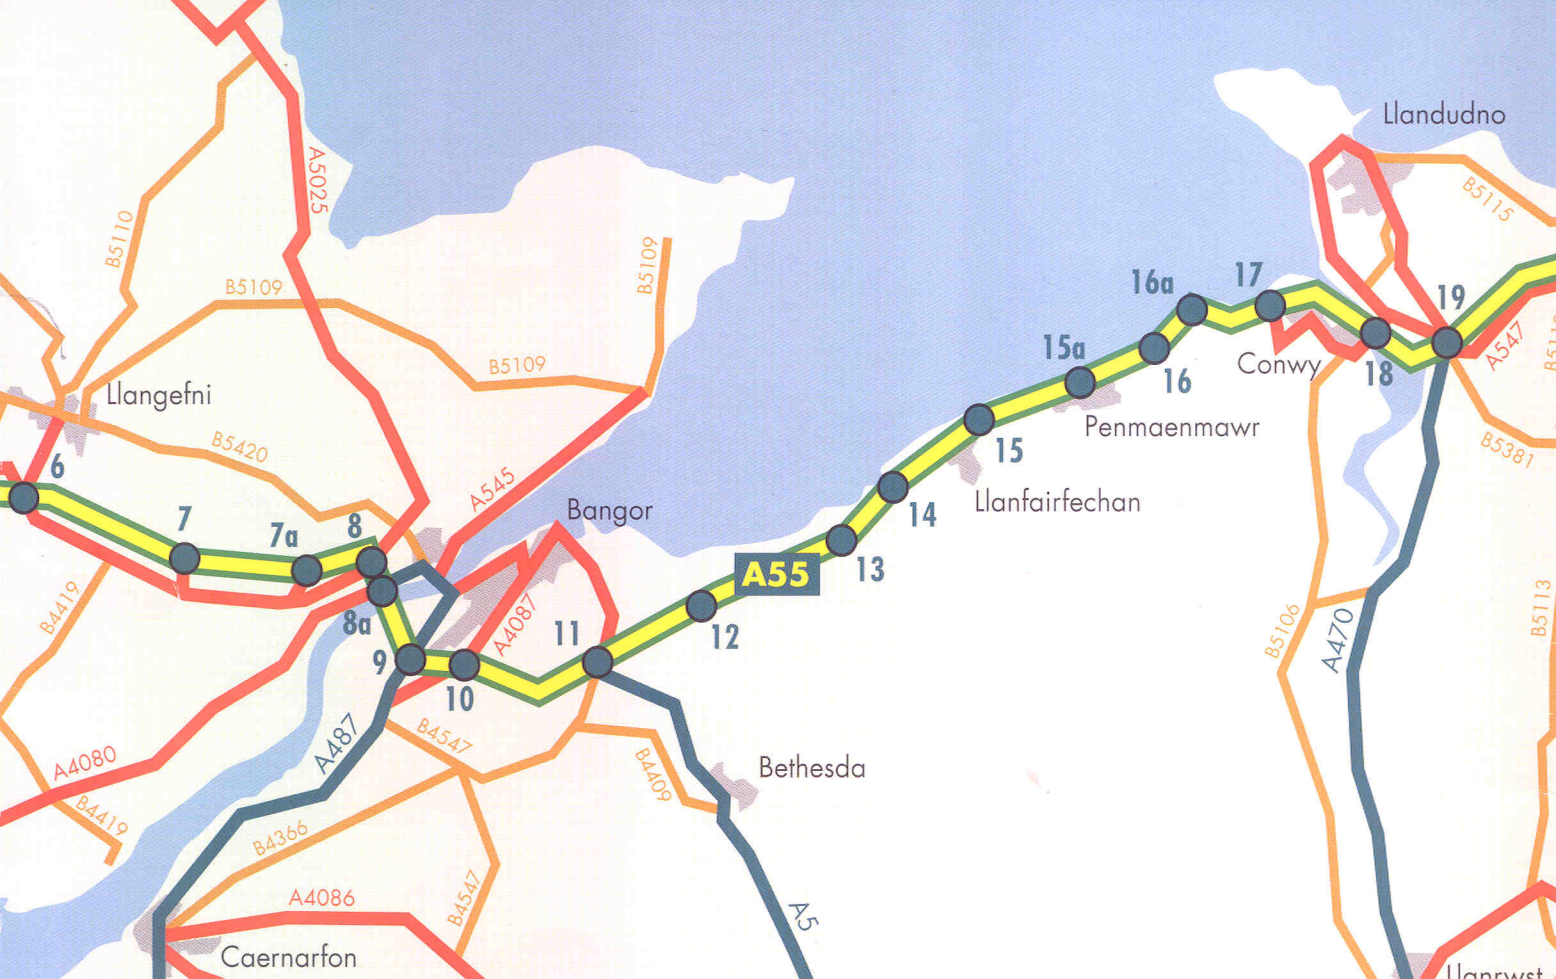 Llandudno
A5025
B5115
B5110
B5109
B5109
16a
17
19
B5109
15a
A547
Conwy
18
16
Llangefni
Penmaenmawr
B5420
6
15
B5381
A545
Llanfairfechan
7
7a
8
Bangor
14
A55
13
B4419
8a
A4087
11
12
B5106
A470
B5113
9
10
A487
B4547
A4080
B4409
Bethesda
B4419
B4366
B4547
A4086
A5
Caernarfon